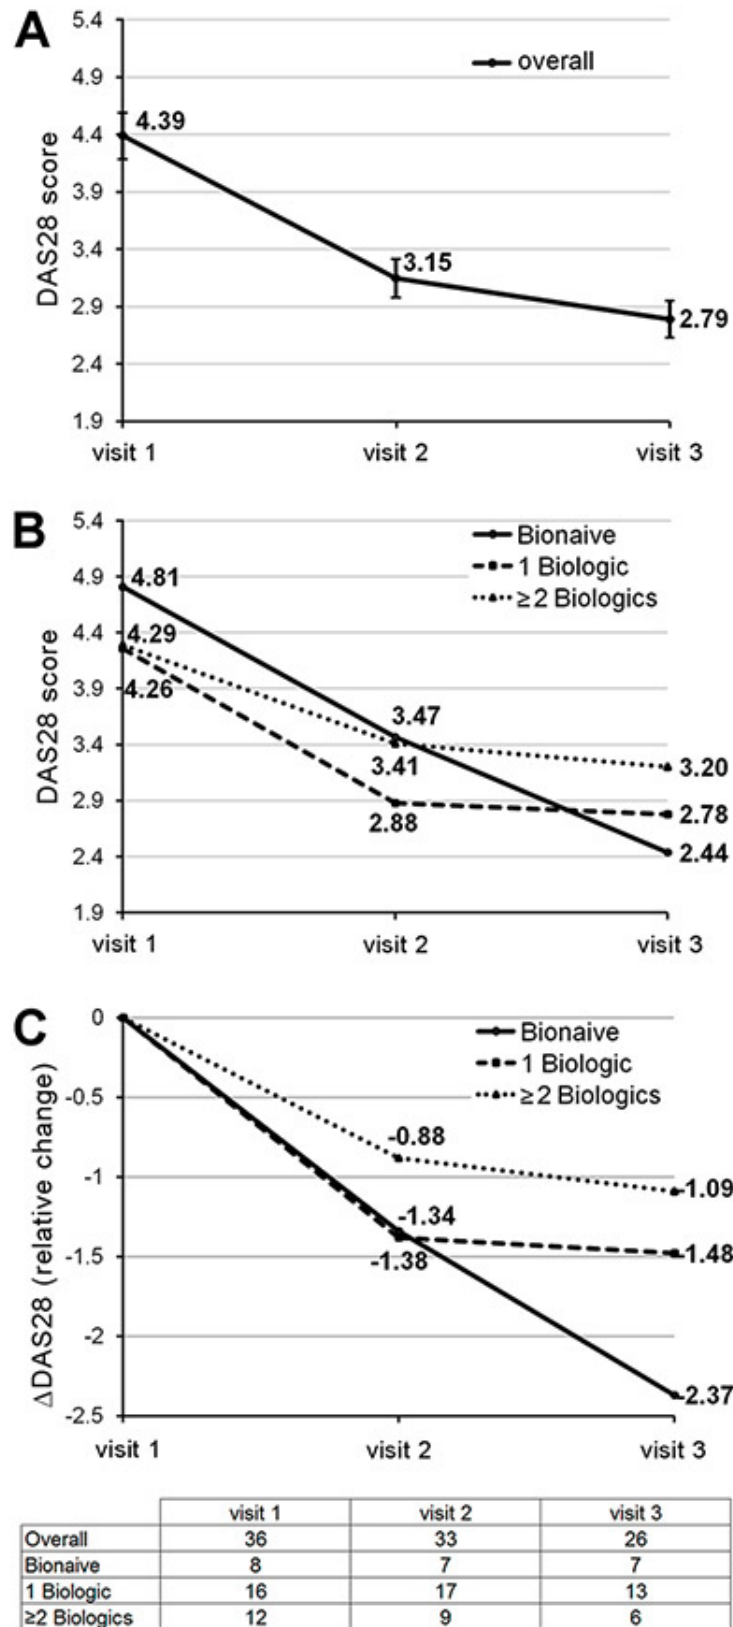 A
5.4
overall
4.9
4.39
4.4
DAS28 score
3.9
3.4
3.15
2.9
2.79
2.4
1.9
visit 1 visit 2 visit 3
B
5.4
Bionaive
1 Biologic
≥2 Biologics
4.9
4.81
4.4
4.29
4.26
DAS28 score
3.9
3.47
3.4
3.41
3.20
2.9
2.88
2.78
2.4
2.44
1.9
visit 1 visit 2 visit 3
C
0
Bionaive
1 Biologic
≥2 Biologics
-0.5
-0.88
ΔDAS28 (relative change)
-1
-1.09
-1.34
-1.38
-1.5
-1.48
-2
-2.37
-2.5
visit 1 visit 2 visit 3
visit 1 visit 2 visit 3
Overall 36 33 26
Bionaive 8 7 7
1 Biologic 16 17 13
≥2 Biologics 12 9 6